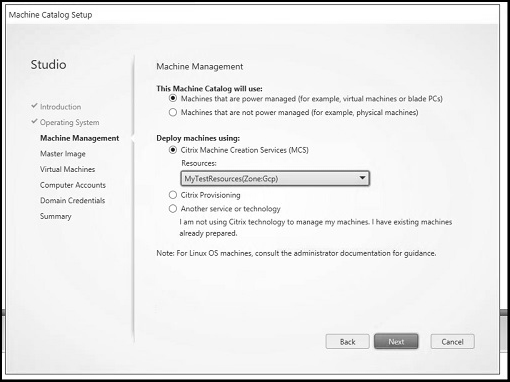 Machine Catalog Setup
Studio
✓ Introduction
✓ Operating System
Machine Management
Master Image
Virtual Machines
Computer Accounts
Domain Credentials
Summary
Machine Management
This Machine Catalog will use:
Machines that are power managed (for example, virtual machines or blade PCs)
Machines that are not power managed (for example, physical machines)
Deploy machines using:
Citrix Machine Creation Services (MCS)
Resources:
MyTestResources(Zone:Gcp)
Citrix Provisioning
Another service or technology
I am not using Citrix technology to manage my machines. I have existing machines
already prepared.
Note: For Linux OS machines, consult the administrator documentation for guidance.
Back
Next
Cancel